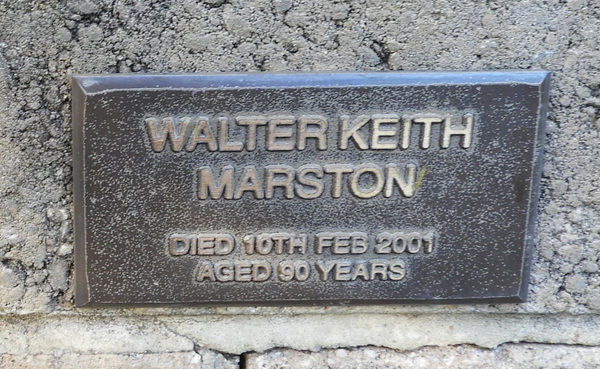 WALTER KEITH
MARSTON
DIED 10TH FEB 2001
AGED 90 YEARS